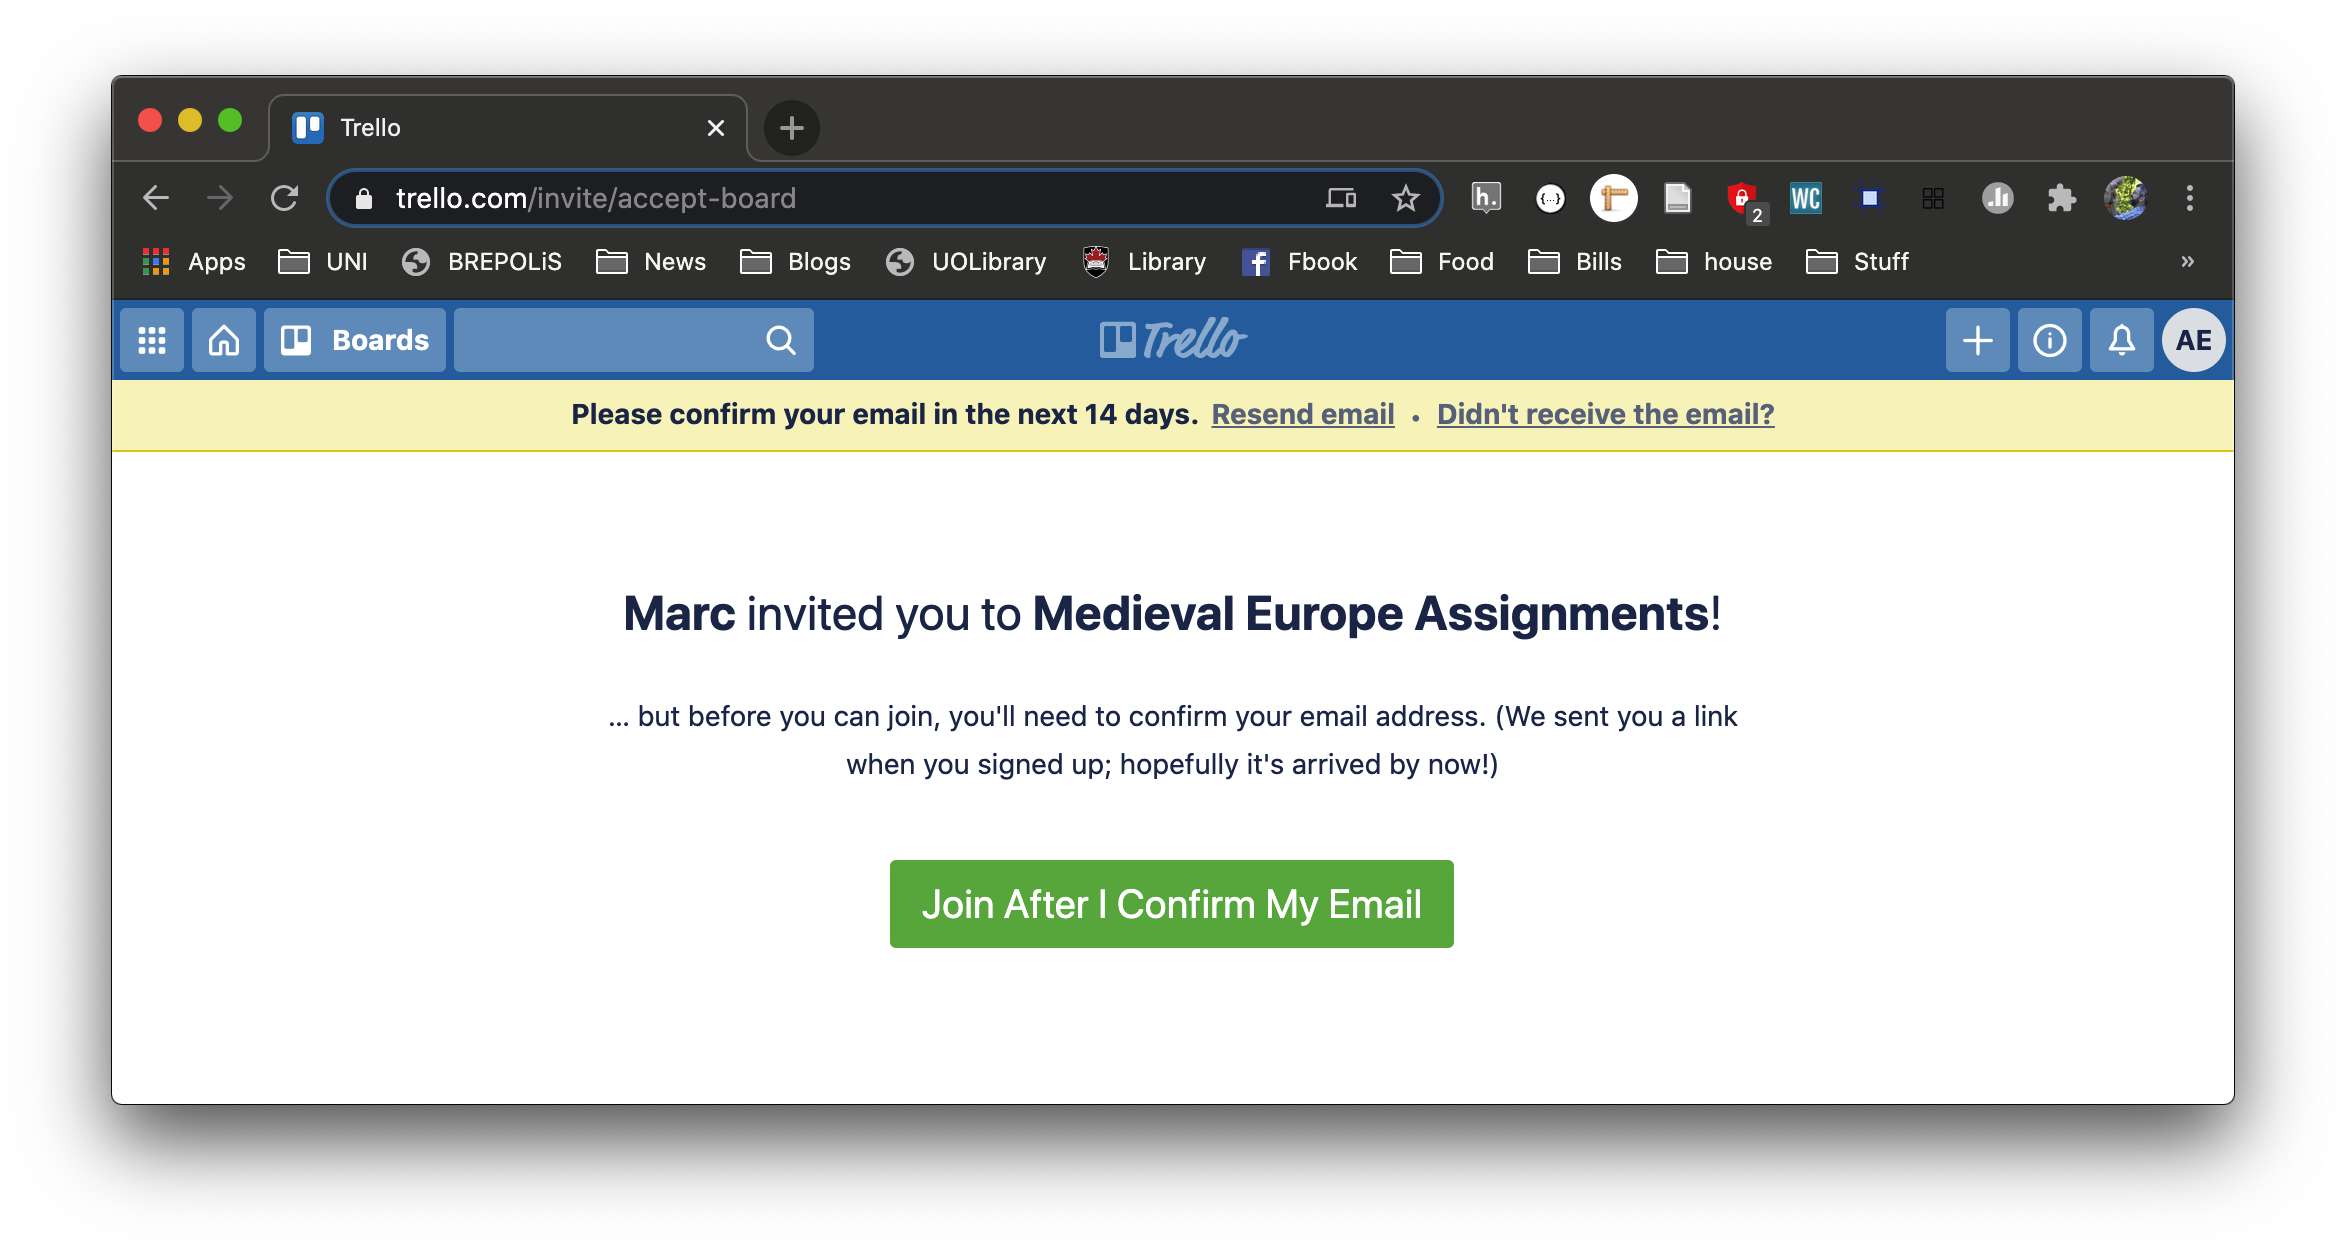 Trello
trello.com/invite/accept-board
h.
{...}
2
WC
Apps UNI BREPOLiS News Blogs UOLibrary Library Fbook Food Bills house Stuff »
Boards Trello AE
Please confirm your email in the next 14 days. Resend email • Didn't receive the email?
Marc invited you to Medieval Europe Assignments!
... but before you can join, you'll need to confirm your email address. (We sent you a link
when you signed up; hopefully it's arrived by now!)
Join After I Confirm My Email